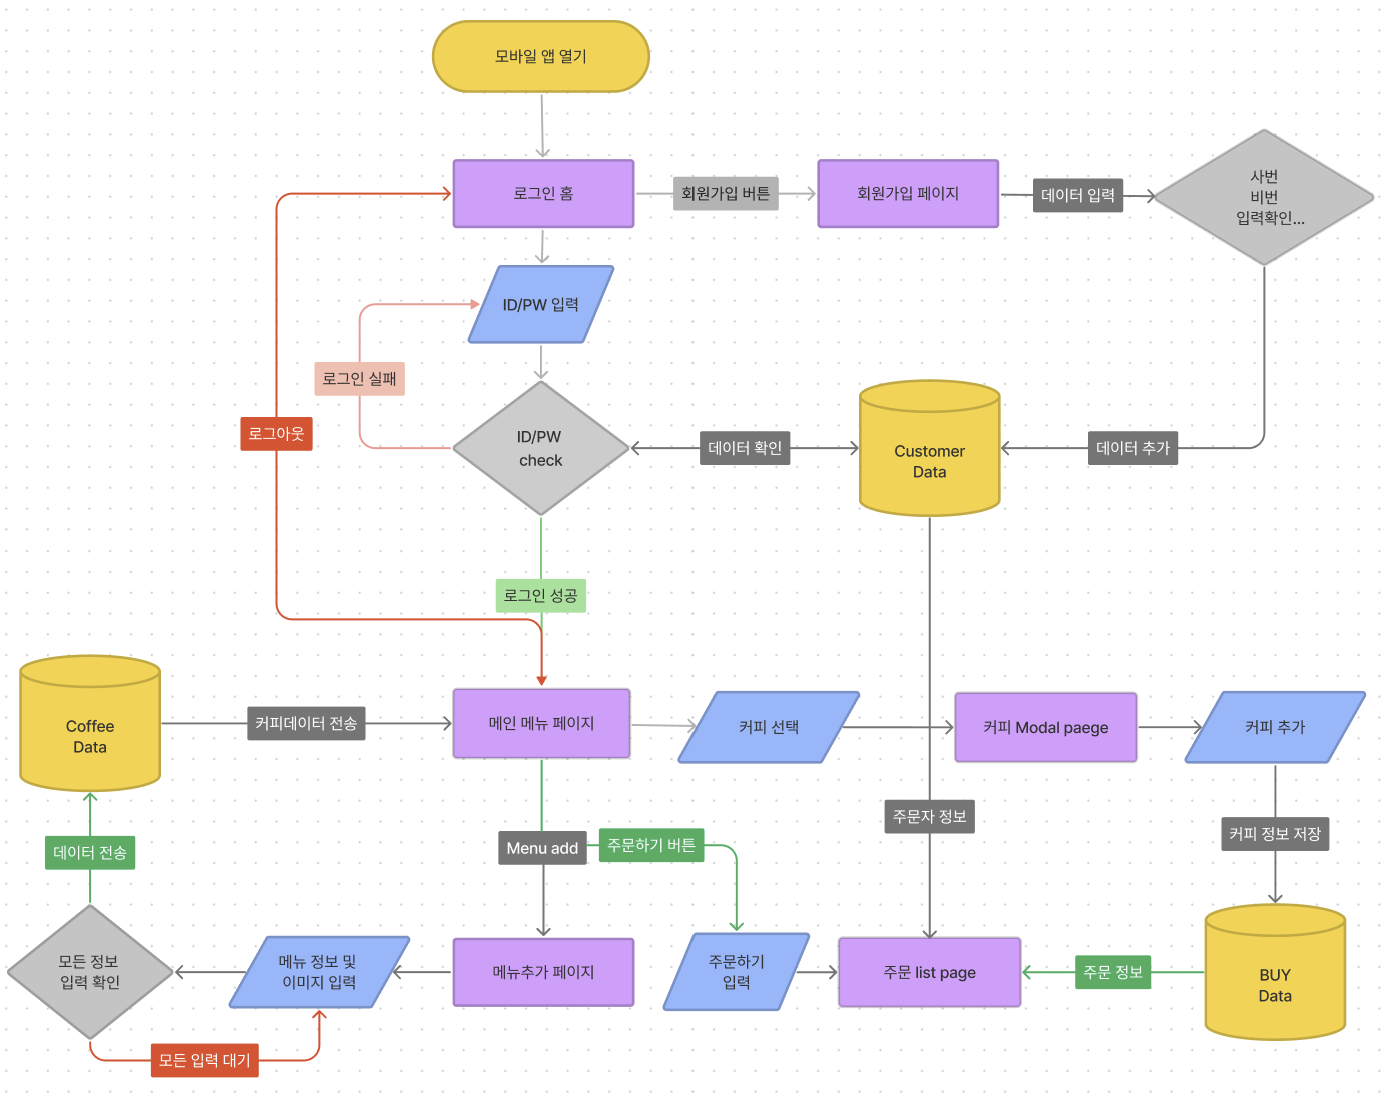 모바일 앱 열기
로그인 홈
회원가입 버튼
회원가입 페이지
데이터 입력
사번
비번
입력확인...
ID/PW 입력
로그인 실패
로그아웃
ID/PW
check
데이터 확인
Customer
Data
데이터 추가
로그인 성공
Coffee
Data
커피데이터 전송
메인 메뉴 페이지
커피 선택
커피 Modal paege
커피 추가
주문자 정보
커피 정보 저장
데이터 전송
Menu add
주문하기 버튼
모든 정보
입력 확인
메뉴 정보 및
이미지 입력
메뉴추가 페이지
주문하기
입력
주문 list page
주문 정보
BUY
Data
모든 입력 대기